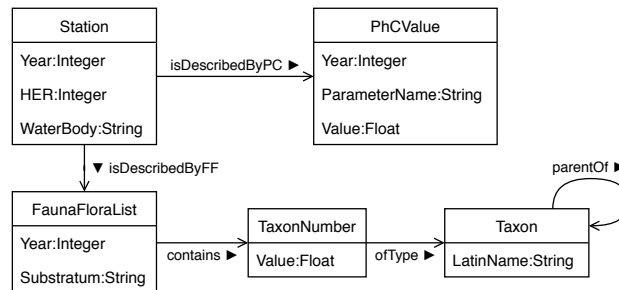 Station
PhCValue
Year:Integer
HER:Integer
WaterBody:String
isDescribedByPC ►
Year:Integer
ParameterName:String
Value:Float
▼ isDescribedByFF
parentOf ►
FaunaFloraList
Year:Integer
Substratum:String
contains ►
TaxonNumber
Value:Float
ofType ►
Taxon
LatinName:String